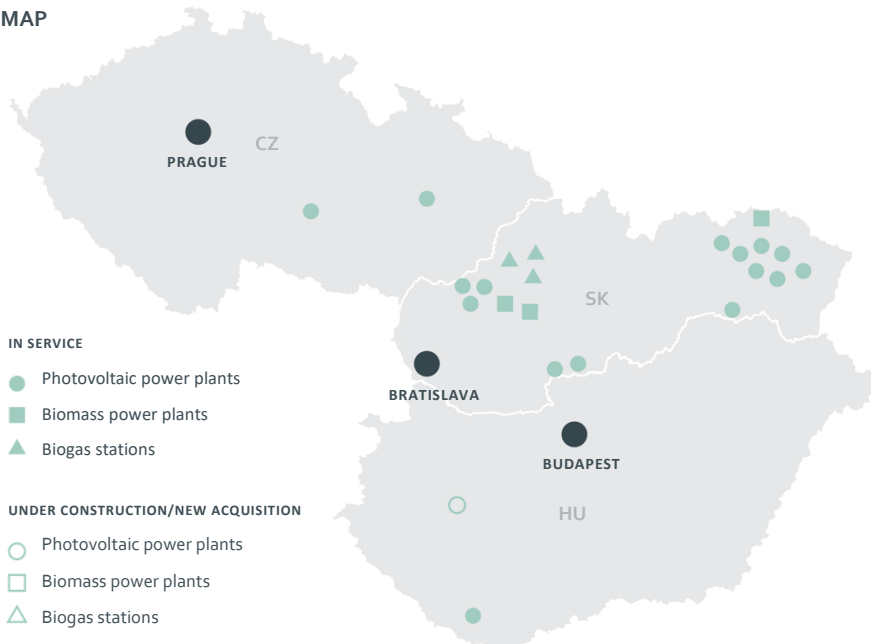 MAP
CZ
PRAGUE
SK
IN SERVICE
Photovoltaic power plants
Biomass power plants
Biogas stations
BRATISLAVA
BUDAPEST
HU
UNDER CONSTRUCTION/NEW ACQUISITION
Photovoltaic power plants
Biomass power plants
Biogas stations